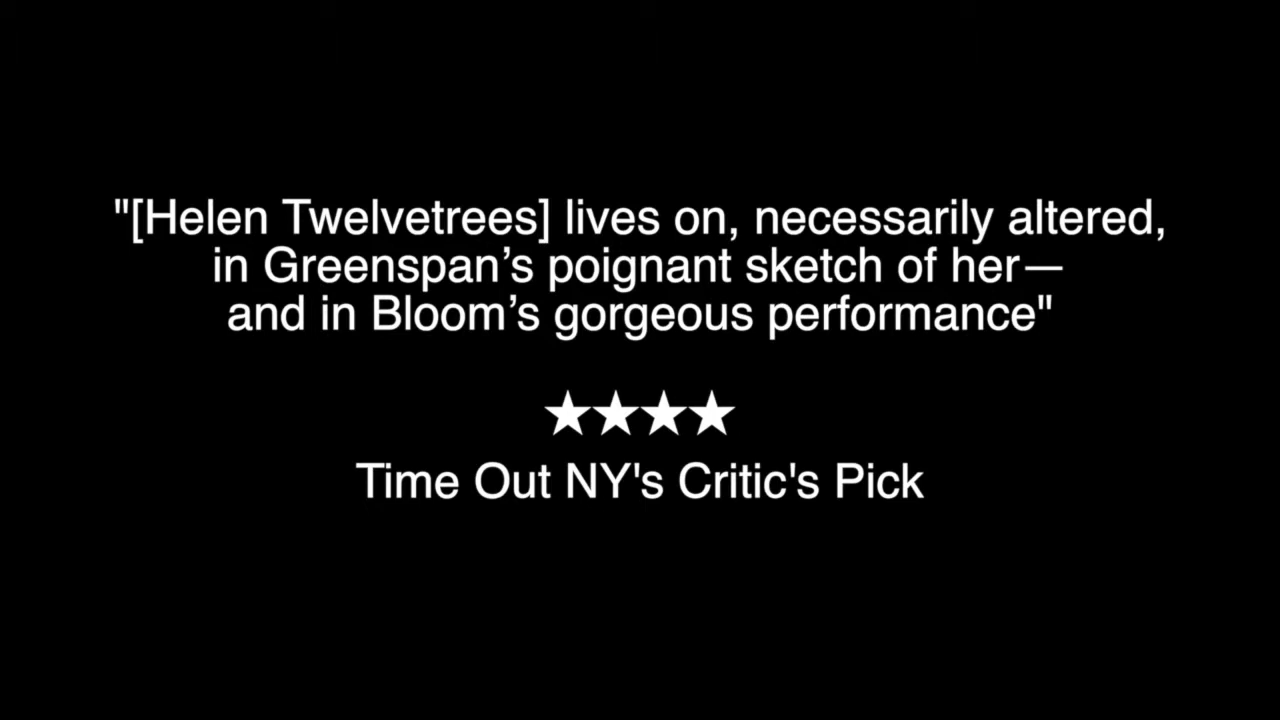 "[Helen Twelvetrees] lives on, necessarily altered,
in Greenspan’s poignant sketch of her—
and in Bloom’s gorgeous performance"
★★★★
Time Out NY's Critic's Pick